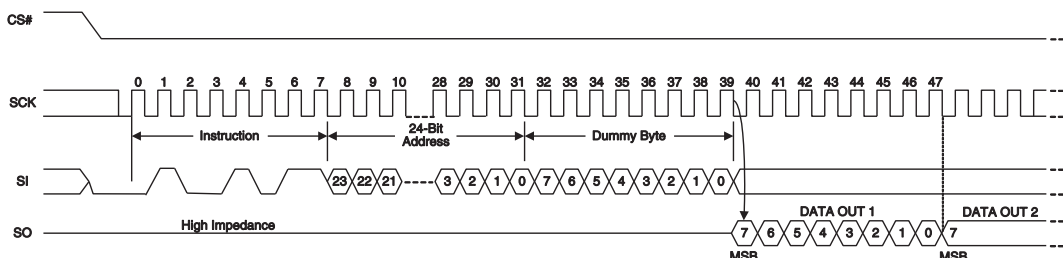 CS#
0 1 2 3 4 5 6 7 8 9 10 28 29 30 31 32 33 34 35 36 37 38 39 40 41 42 43 44 45 46 47
SCK
Instruction
24-Bit
Address
Dummy Byte
SI
23 22 21 3 2 1 0 7 6 5 4 3 2 1 0
High Impedance
DATA OUT 1
DATA OUT 2
SO
7 6 5 4 3 2 1 0 7
MSB
MSB